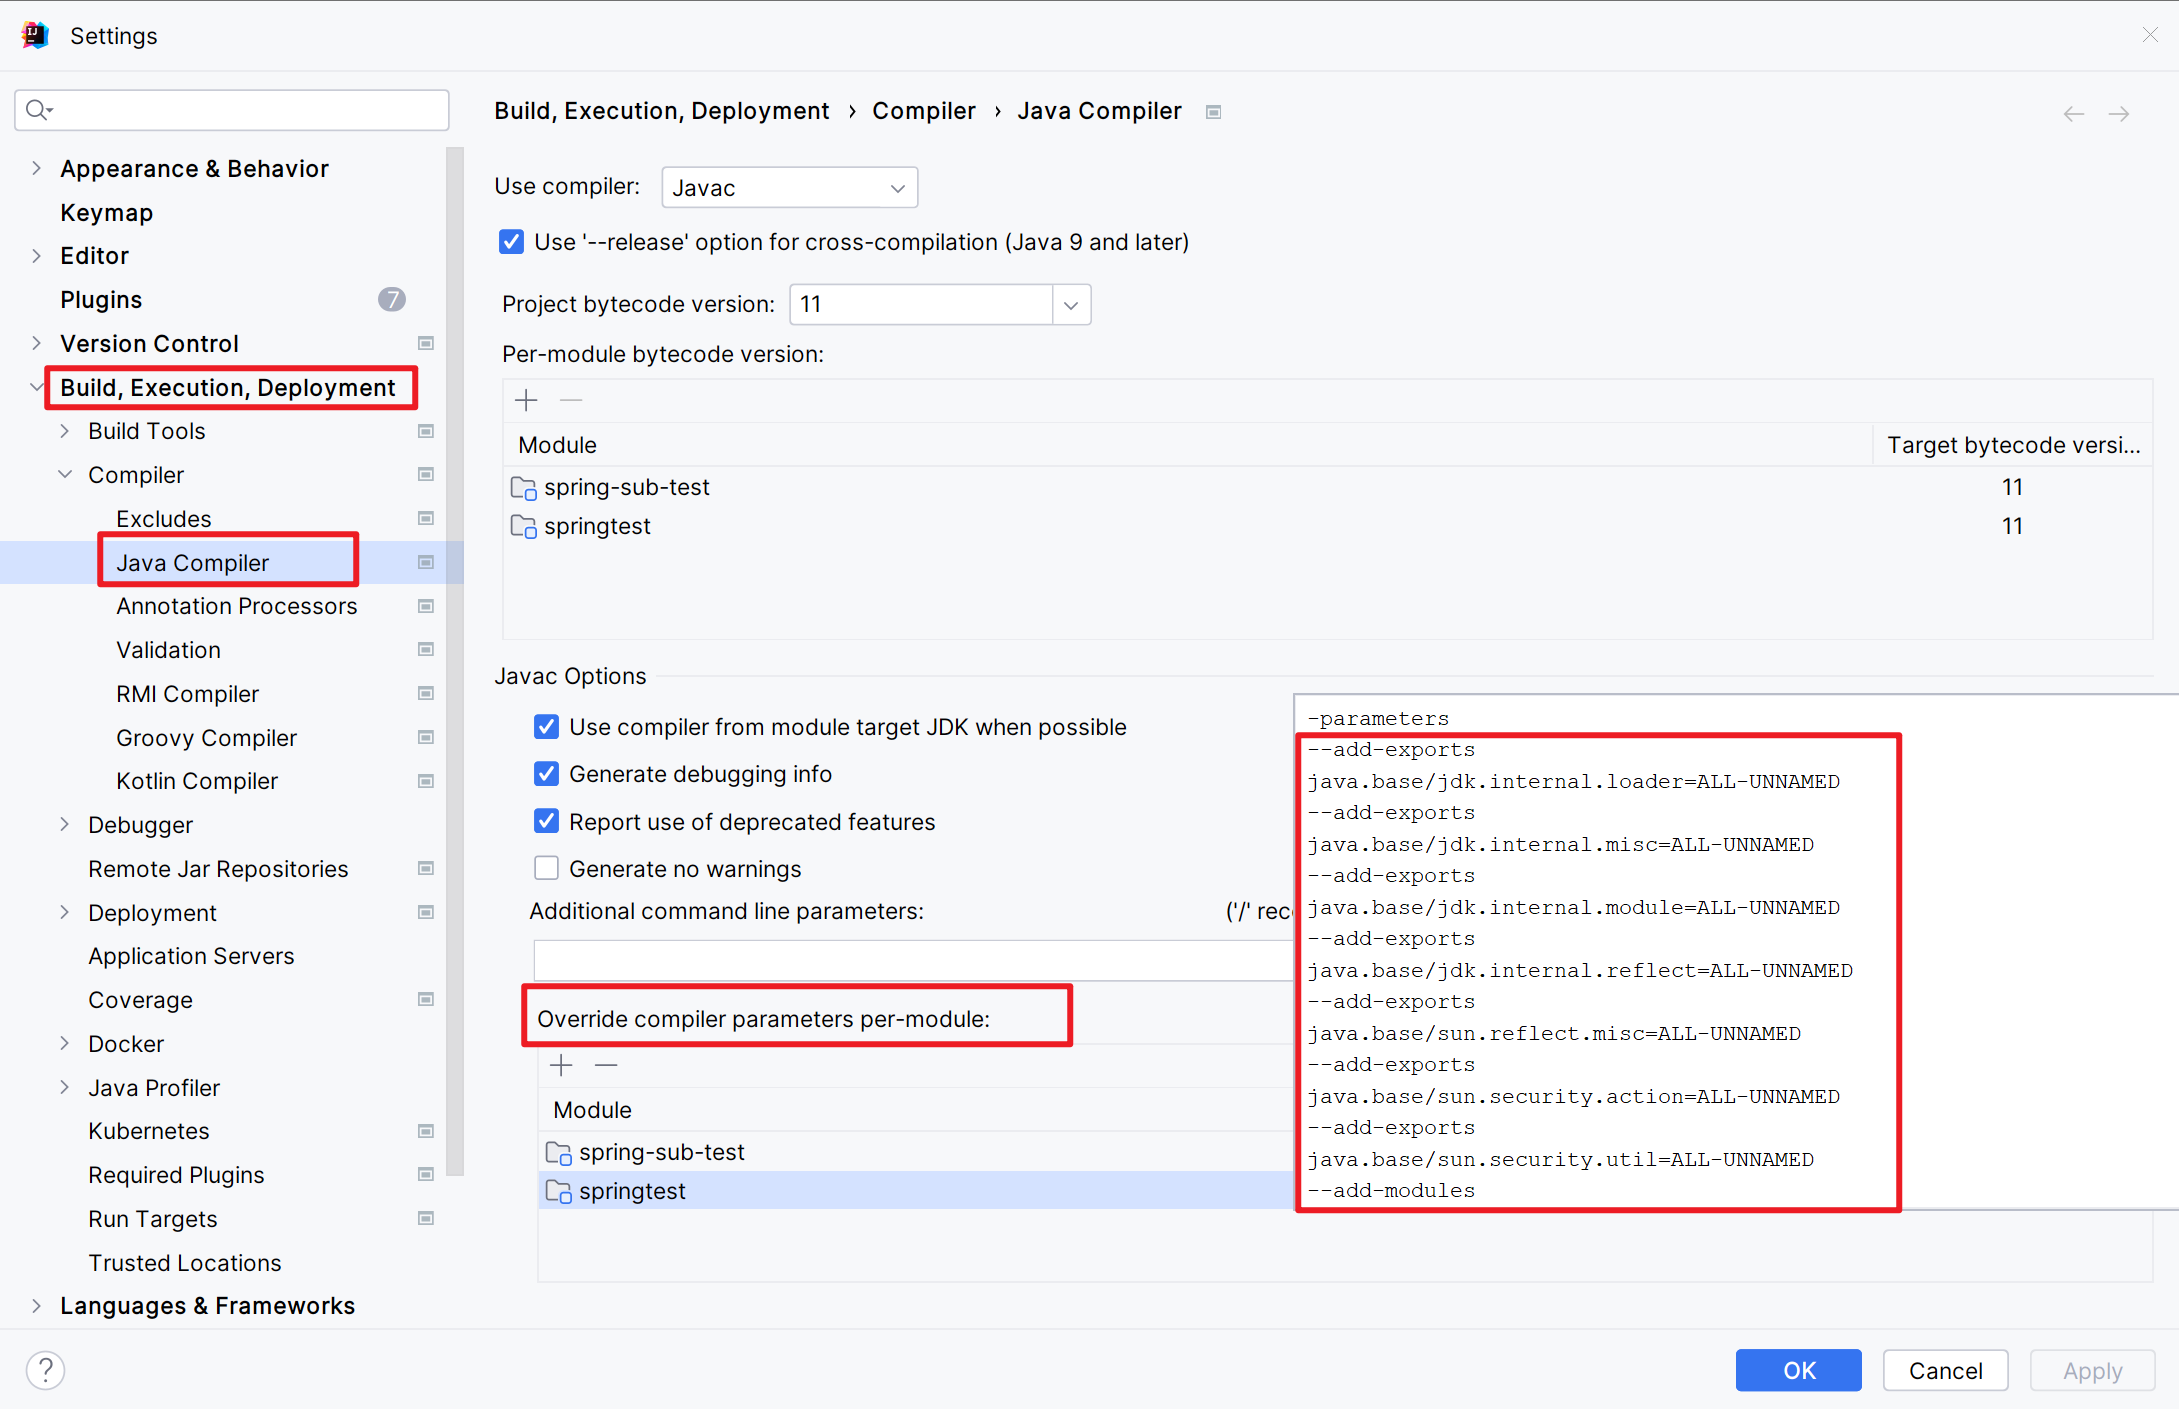 Settings
Appearance & Behavior
Keymap
Editor
Plugins 7
Version Control
Build, Execution, Deployment
Build Tools
Compiler
Excludes
Java Compiler
Annotation Processors
Validation
RMI Compiler
Groovy Compiler
Kotlin Compiler
Debugger
Remote Jar Repositories
Deployment
Application Servers
Coverage
Docker
Java Profiler
Kubernetes
Required Plugins
Run Targets
Trusted Locations
Languages & Frameworks
Build, Execution, Deployment › Compiler › Java Compiler
Use compiler: Javac
Use '--release' option for cross-compilation (Java 9 and later)
Project bytecode version: 11
Per-module bytecode version:
Module Target bytecode versi...
spring-sub-test 11
springtest 11
Javac Options
Use compiler from module target JDK when possible
Generate debugging info
Report use of deprecated features
Generate no warnings
Additional command line parameters: ('/' rec
Override compiler parameters per-module:
Module
spring-sub-test
springtest
-parameters
--add-exports
java.base/jdk.internal.loader=ALL-UNNAMED
--add-exports
java.base/jdk.internal.misc=ALL-UNNAMED
--add-exports
java.base/jdk.internal.module=ALL-UNNAMED
--add-exports
java.base/jdk.internal.reflect=ALL-UNNAMED
--add-exports
java.base/sun.reflect.misc=ALL-UNNAMED
--add-exports
java.base/sun.security.action=ALL-UNNAMED
--add-exports
java.base/sun.security.util=ALL-UNNAMED
--add-modules
?
OK Cancel Apply